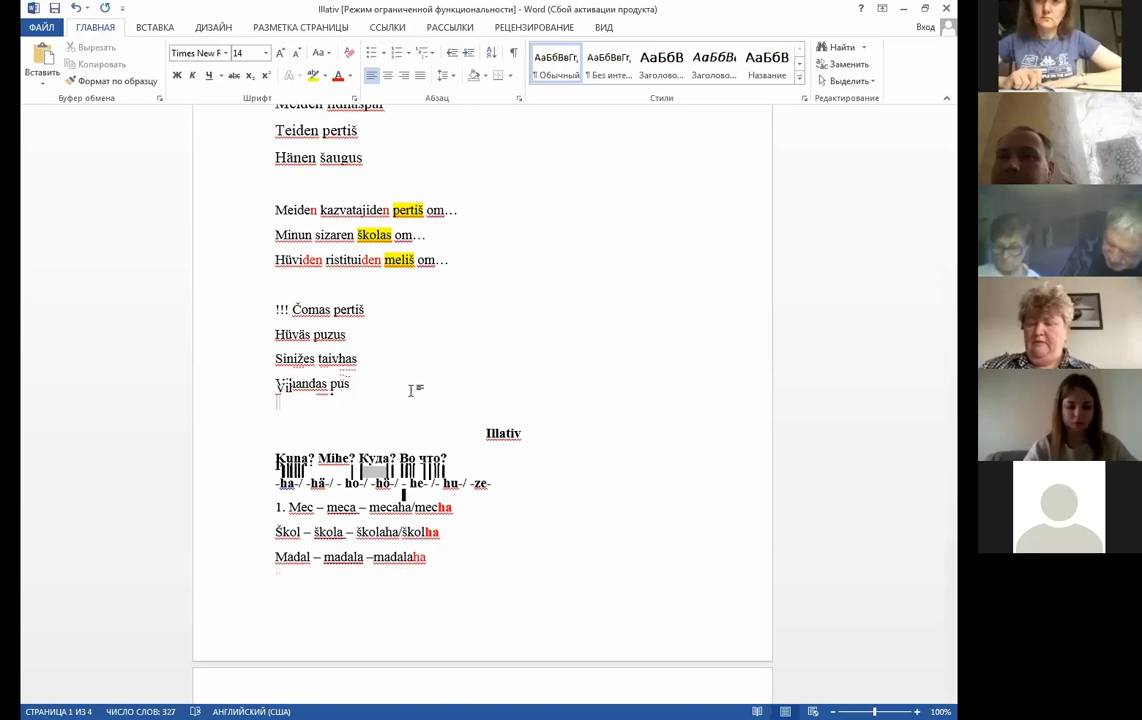 Illativ [Режим ограниченной функциональности] - Word (Сбой активации продукта)
ФАЙЛ ГЛАВНАЯ ВСТАВКА ДИЗАЙН РАЗМЕТКА СТРАНИЦЫ ССЫЛКИ РАССЫЛКИ РЕЦЕНЗИРОВАНИЕ ВИД Вход
Вставить
Вырезать
Копировать
Формат по образцу
Times New F 14
Ж К Ч
АаБбВвГг, АаБбВвГг, АаБбВ АаБбВвГ АаБбВ
¶ Обычный ¶ Без инте... Заголово... Заголово... Название
Найти
Заменить
Выделить
Буфер обмена Шрифт Абзац Стили Редактирование
Teiden pertiš
Hänen šaugus
Meiden kazvatajiden pertiš om…
Minun sizaren školas om…
Hüviden ristituiden meliš om…
!!! Čomas pertiš
Hüväs puzus
Sinižes taivhas
pus
Illativ
Kuna? Mihe? Куда? Во что?
-ha-/ -hä-/ - ho-/ -hö-/ - he- /- hu-/ -ze-
1. Mec – meca – mecaha/mecha
Škol – škola – školaha/školha
Madal – madala –madalaha
СТРАНИЦА 1 ИЗ 4 ЧИСЛО СЛОВ: 327 АНГЛИЙСКИЙ (США) 100%